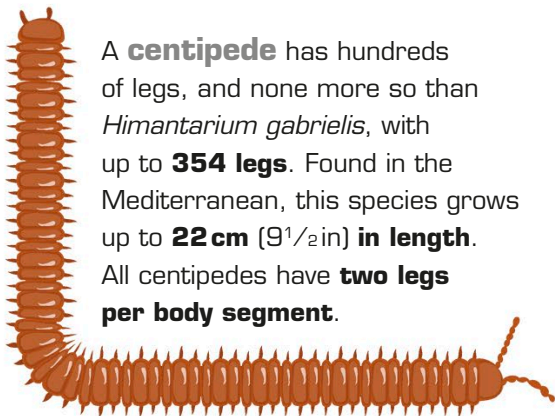 A centipede has hundreds
of legs, and none more so than
Himantarium gabrielis, with
up to 354 legs. Found in the
Mediterranean, this species grows
up to 22 cm (9 1/2 in) in length.
All centipedes have two legs
per body segment.